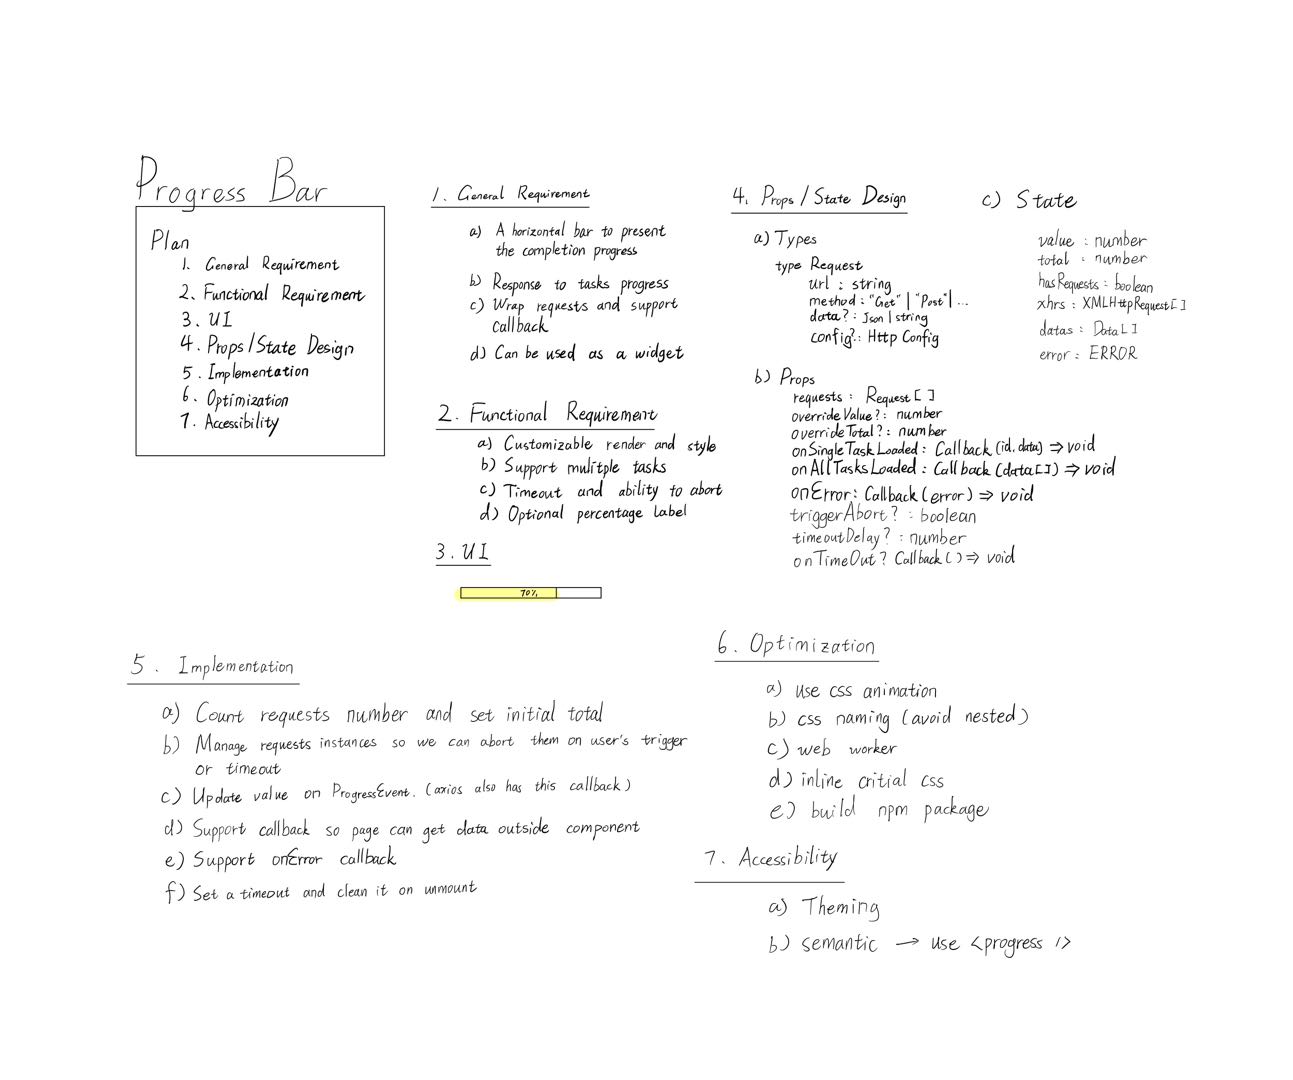 Progress Bar
Plan
1. General Requirement
2. Functional Requirement
3. UI
4. Props/State Design
5. Implementation
6. Optimization
7. Accessibility
1. General Requirement
a) A horizontal bar to present
the completion progress
b) Response to tasks progress
c) Wrap requests and support
callback
d) Can be used as a widget
2. Functional Requirement
a) Customizable render and style
b) Support mulitple tasks
c) Timeout and ability to abort
d) Optional percentage label
3. UI
70%
4. Props/State Design
a) Types
type Request
url : string
method : "Get" | "Post" | ...
data? : Json | string
config? : Http Config
b) Props
requests : Request[]
overrideValue? : number
overrideTotal? : number
onSingleTaskLoaded : Callback(id, data) => void
onAllTasksLoaded : Callback(data[]) => void
onError : Callback(error) => void
triggerAbort? : boolean
timeoutDelay? : number
onTimeOut? Callback() => void
c) State
value : number
total : number
hasRequests : boolean
xhrs : XMLHttpRequest[]
datas : Data[]
error : ERROR
5. Implementation
a) Count requests number and set initial total
b) Manage requests instances so we can abort them on user's trigger
or timeout
c) Update value on ProgressEvent. (axios also has this callback)
d) Support callback so page can get data outside component
e) Support onError callback
f) Set a timeout and clean it on unmount
6. Optimization
a) use css animation
b) css naming (avoid nested)
c) web worker
d) inline critial css
e) build npm package
7. Accessibility
a) Theming
b) semantic → use <progress />